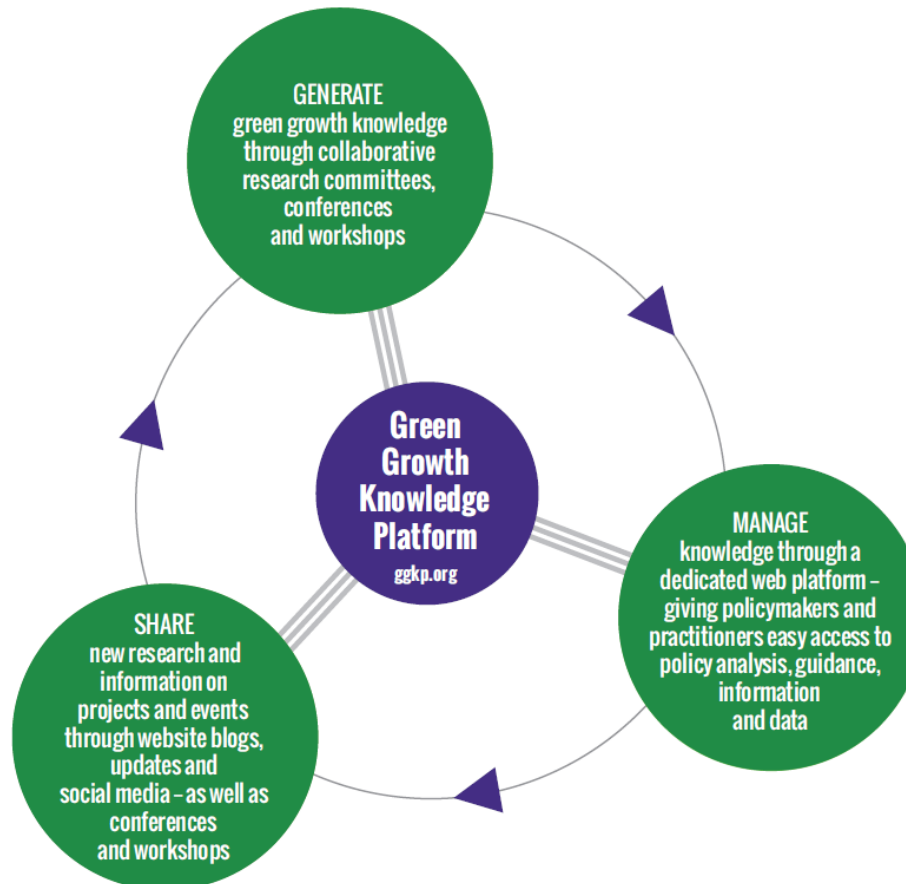 GENERATE
green growth knowledge
through collaborative
research committees,
conferences
and workshops
Green
Growth
Knowledge
Platform
ggkp.org
MANAGE
knowledge through a
dedicated web platform –
giving policymakers and
practitioners easy access to
policy analysis, guidance,
information
and data
SHARE
new research and
information on
projects and events
through website blogs,
updates and
social media – as well as
conferences
and workshops